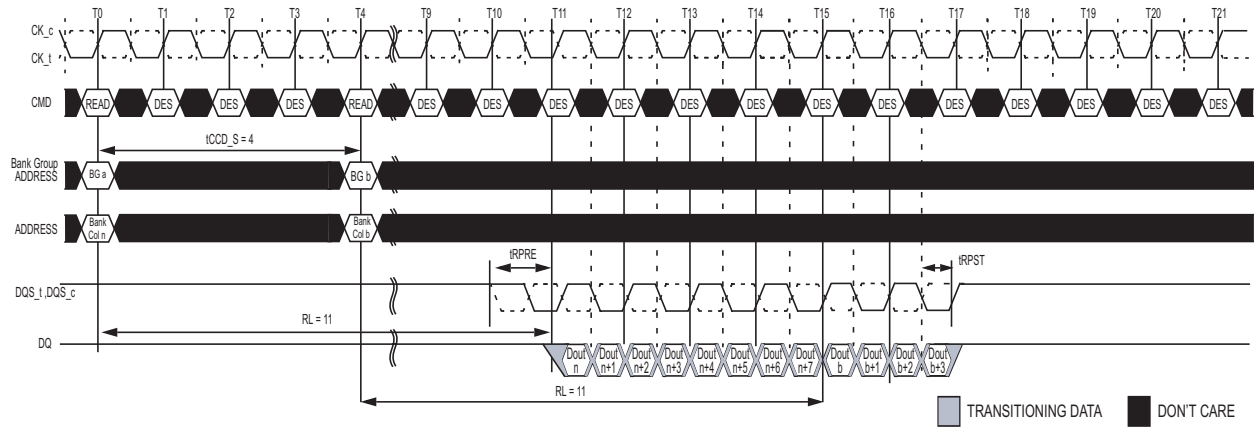 T0 T1 T2 T3 T4 T9 T10 T11 T12 T13 T14 T15 T16 T17 T18 T19 T20 T21
CK_c
CK_t
CMD READ DES DES DES READ DES DES DES DES DES DES DES DES DES DES DES DES DES
tCCD_S = 4
Bank Group
ADDRESS BG a BG b
ADDRESS Bank
Col n Bank
Col b
tRPRE tRPST
DQS_t ,DQS_c
RL = 11
DQ Dout
n Dout
n+1 Dout
n+2 Dout
n+3 Dout
n+4 Dout
n+5 Dout
n+6 Dout
n+7 Dout
b Dout
b+1 Dout
b+2 Dout
b+3
RL = 11
TRANSITIONING DATA DON'T CARE